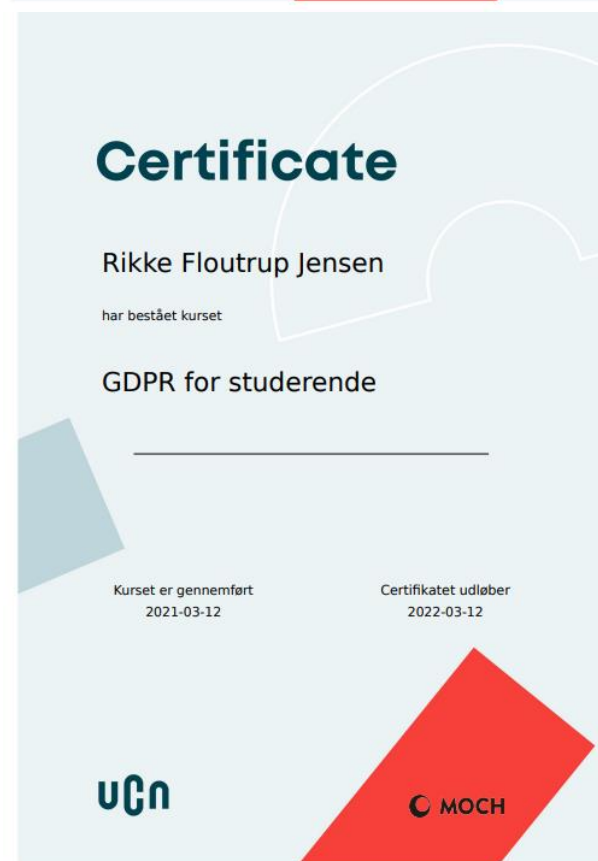 Certificate
Rikke Floutrup Jensen
har bestået kurset
GDPR for studerende
Kurset er gennemført
2021-03-12
Certifikatet udløber
2022-03-12
ucn
MOCH